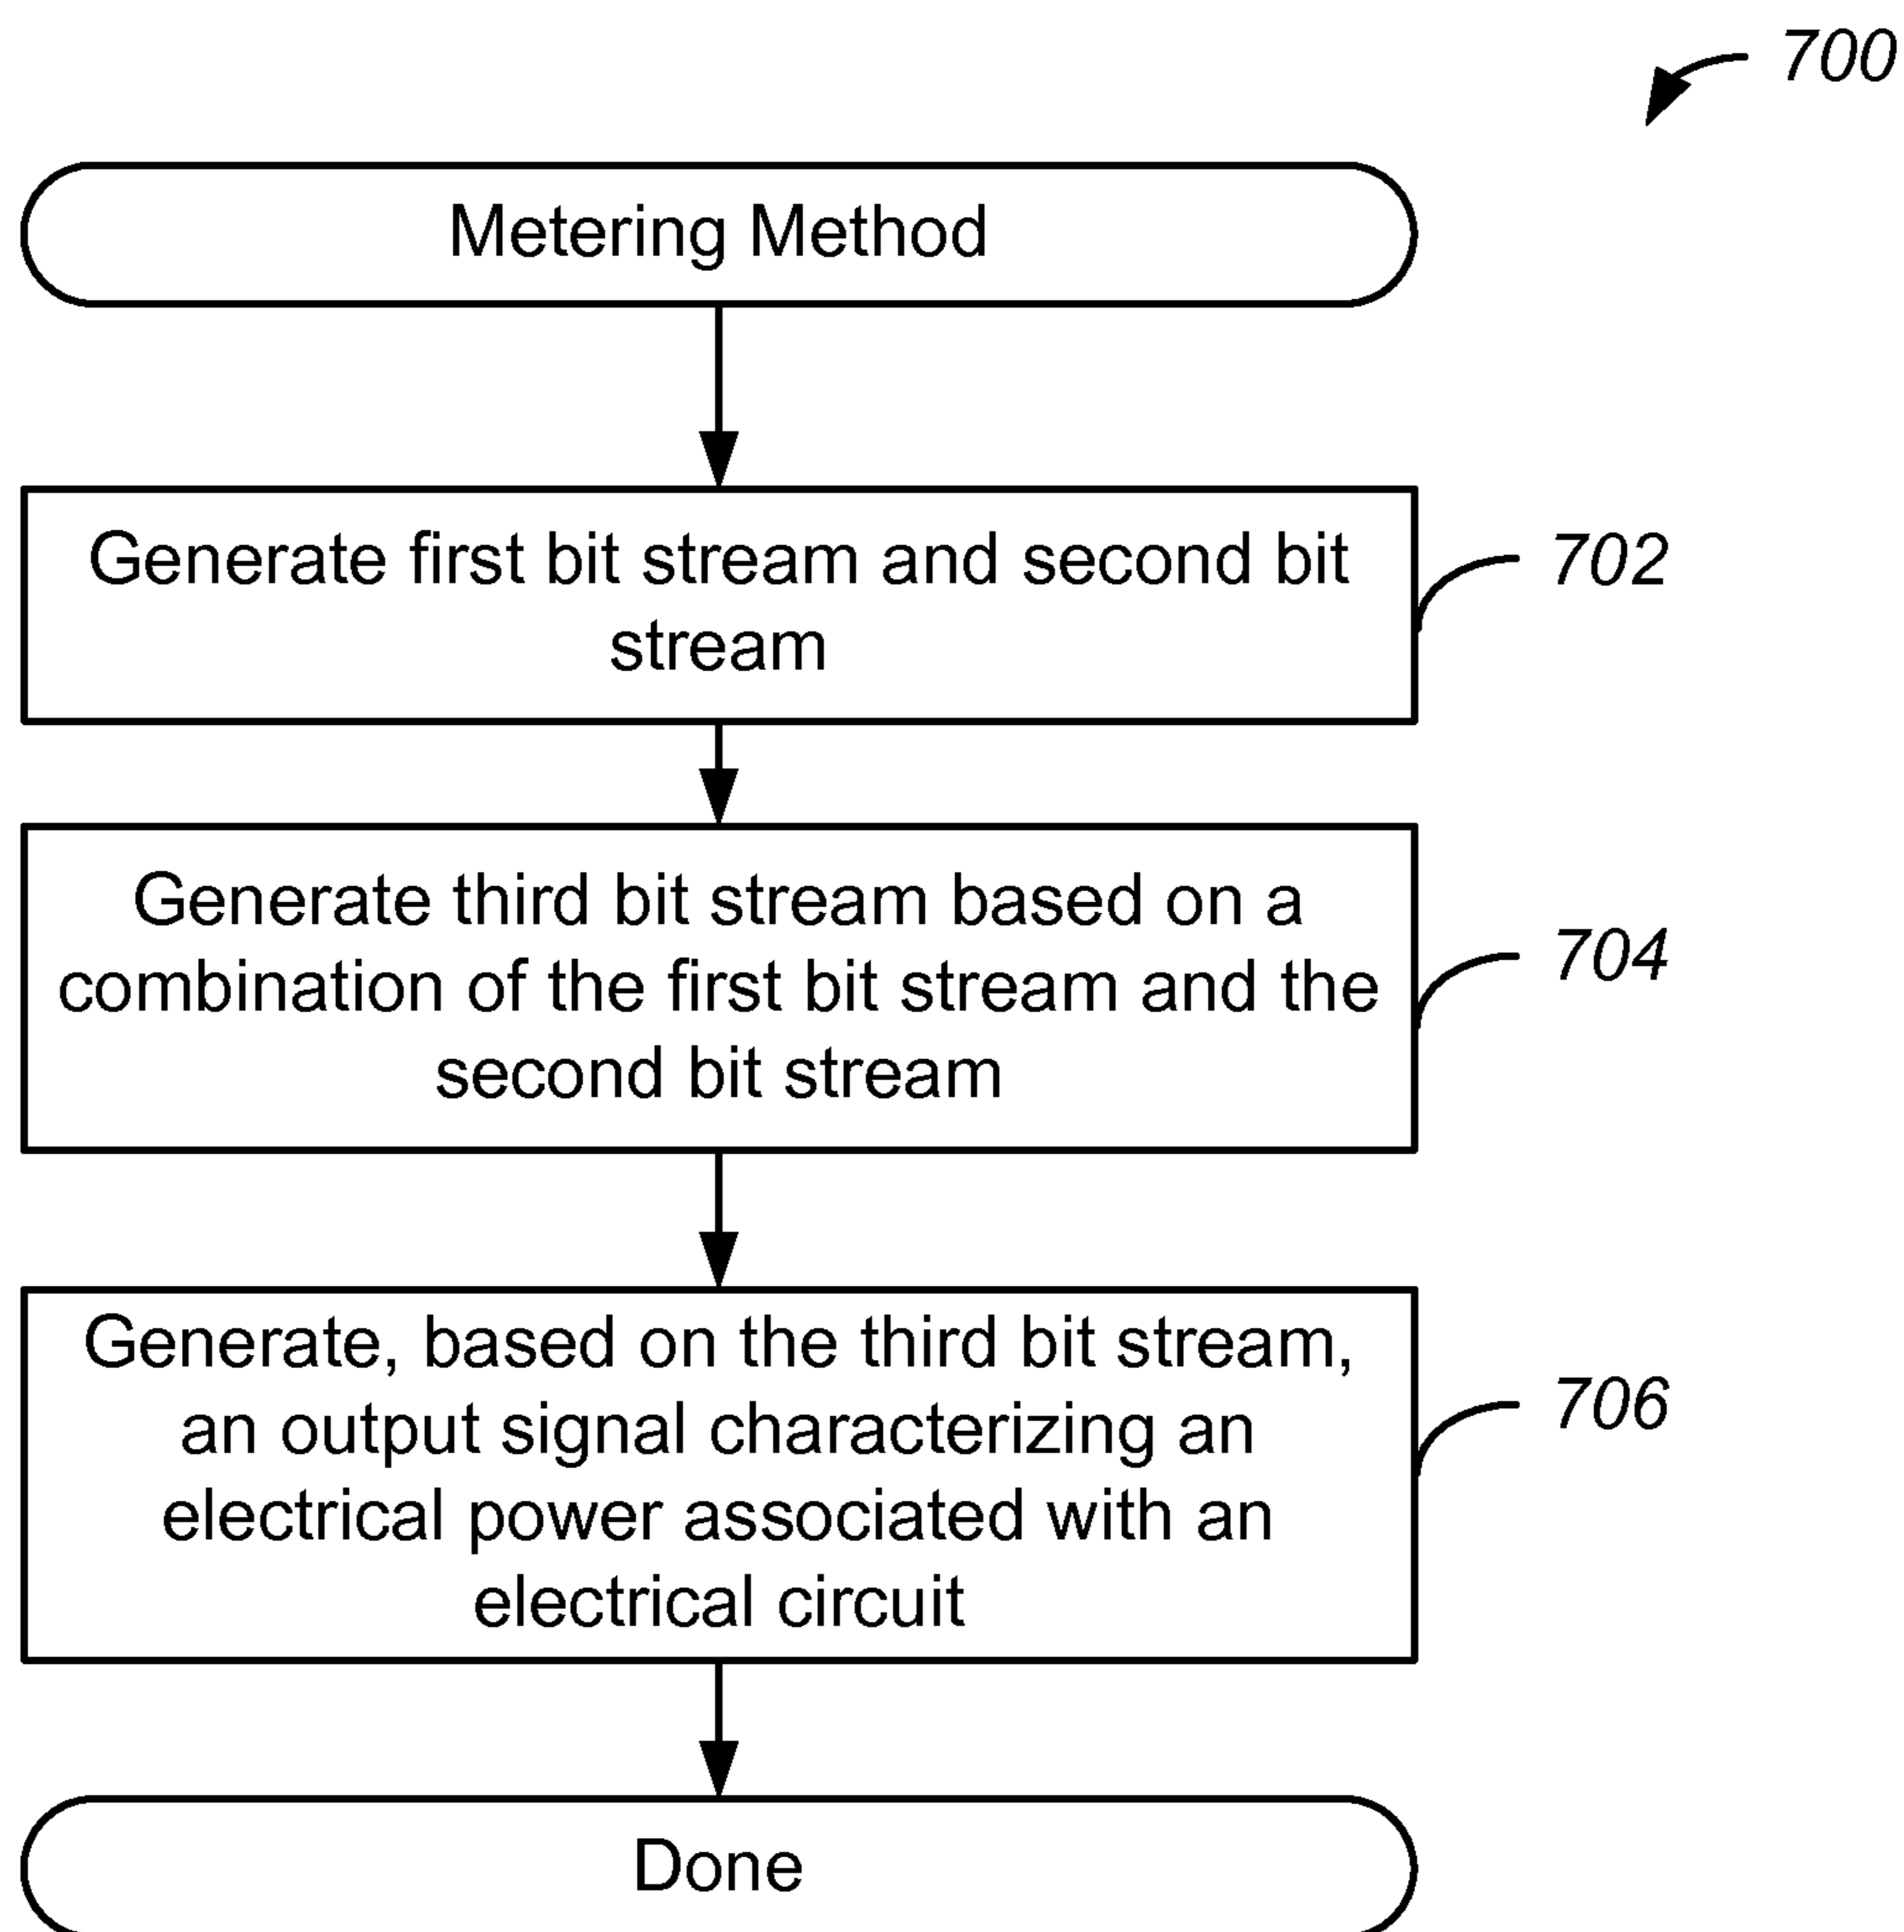 700
Metering Method
Generate first bit stream and second bit
stream
702
Generate third bit stream based on a
combination of the first bit stream and the
second bit stream
704
Generate, based on the third bit stream,
an output signal characterizing an
electrical power associated with an
electrical circuit
706
Done